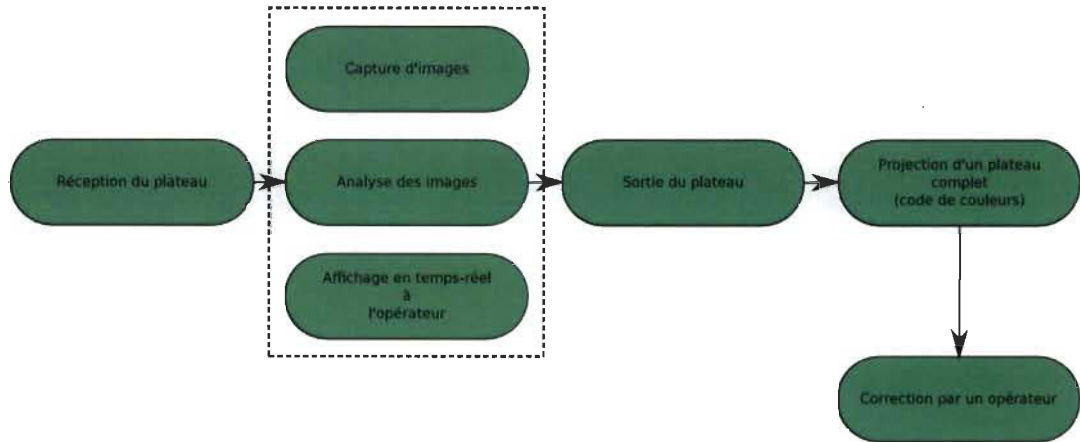 Capture d'images
Réception du plateau
Analyse des images
Sortie du plateau
Projection d'un plateau
complet
(code de couleurs)
Affichage en temps-réel
à
l'opérateur
Correction par un opérateur